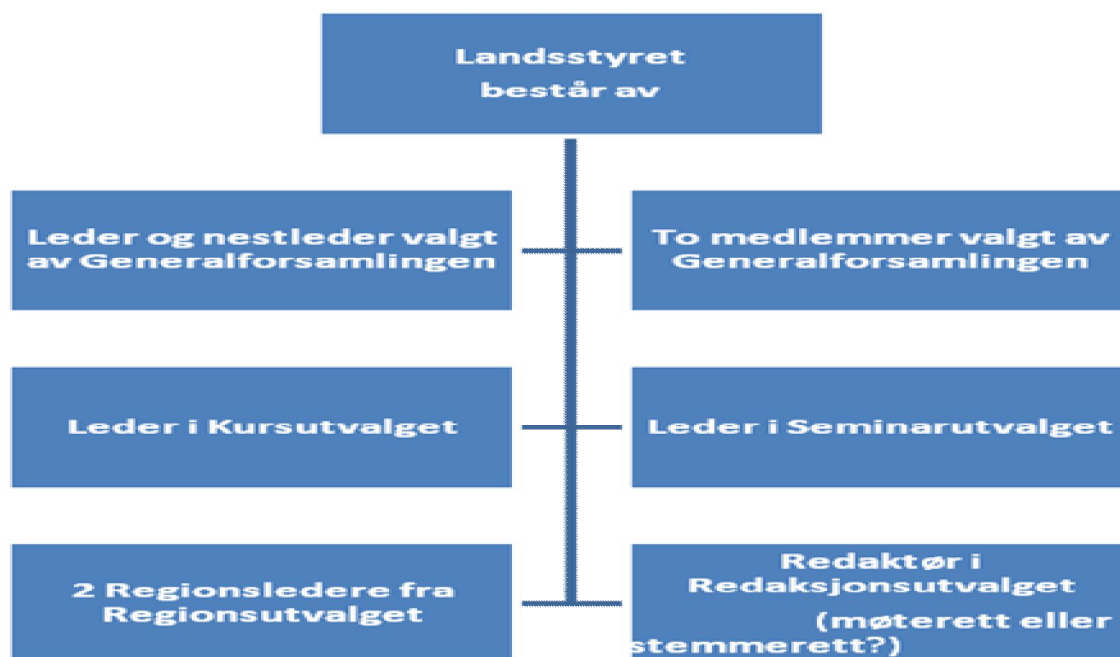 Landsstyret
består av
Leder og nestleder valgt
av Generalforsamlingen
To medlemmer valgt av
Generalforsamlingen
Leder i Kursutvalget
Leder i Seminarutvalget
2 Regionsledere fra
Regionsutvalget
Redaktør i
Redaksjonsutvalget
(møterett eller
stemmerett?)